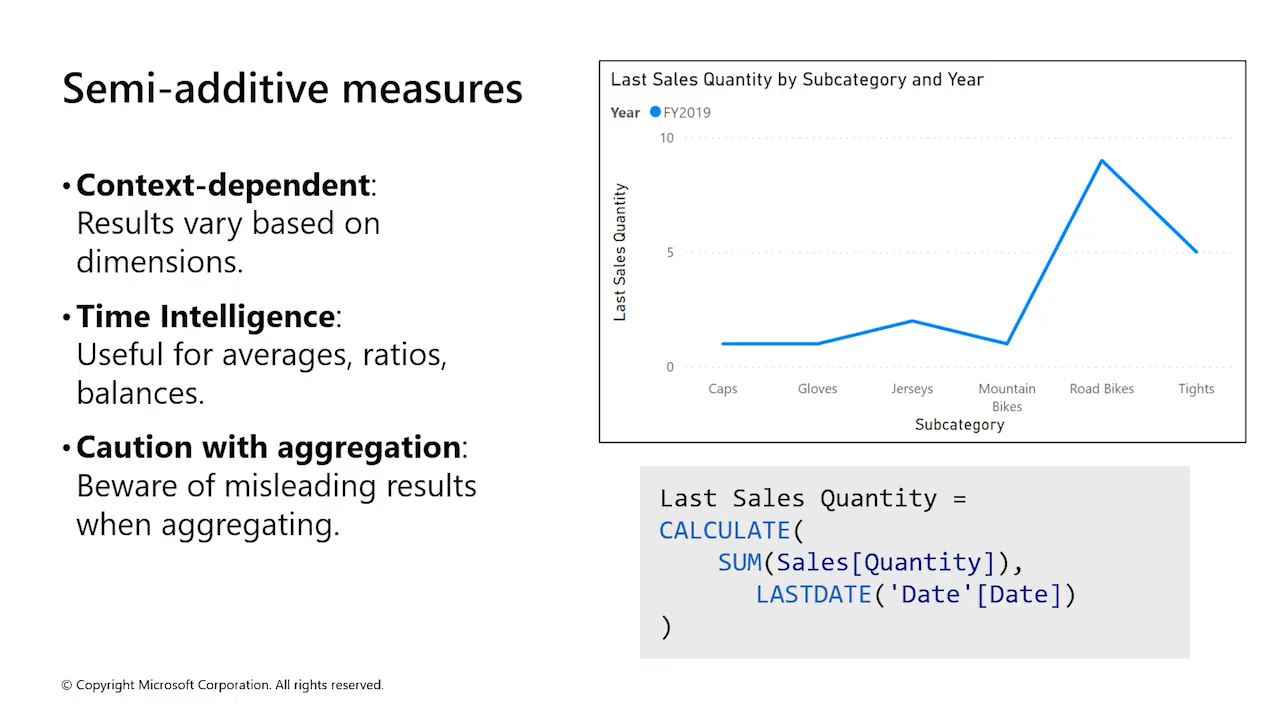 Semi-additive measures
• Context-dependent:
Results vary based on
dimensions.
• Time Intelligence:
Useful for averages, ratios,
balances.
• Caution with aggregation:
Beware of misleading results
when aggregating.
Last Sales Quantity by Subcategory and Year
Year FY2019
10
5
0
Last Sales Quantity
Caps Gloves Jerseys Mountain Bikes Road Bikes Tights
Subcategory
Last Sales Quantity =
CALCULATE(
SUM(Sales[Quantity]),
LASTDATE('Date'[Date])
)
© Copyright Microsoft Corporation. All rights reserved.